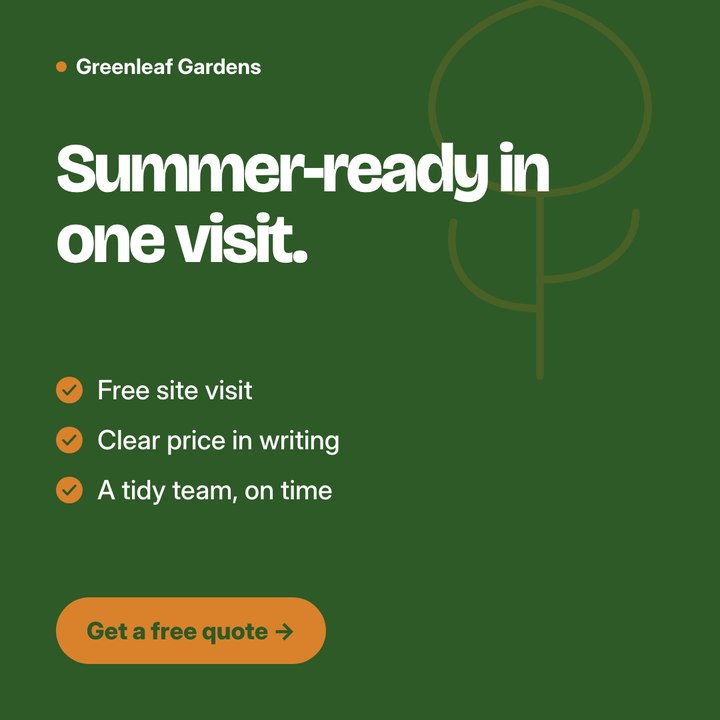 Greenleaf Gardens
Summer-ready in
one visit.
Free site visit
Clear price in writing
A tidy team, on time
Get a free quote →